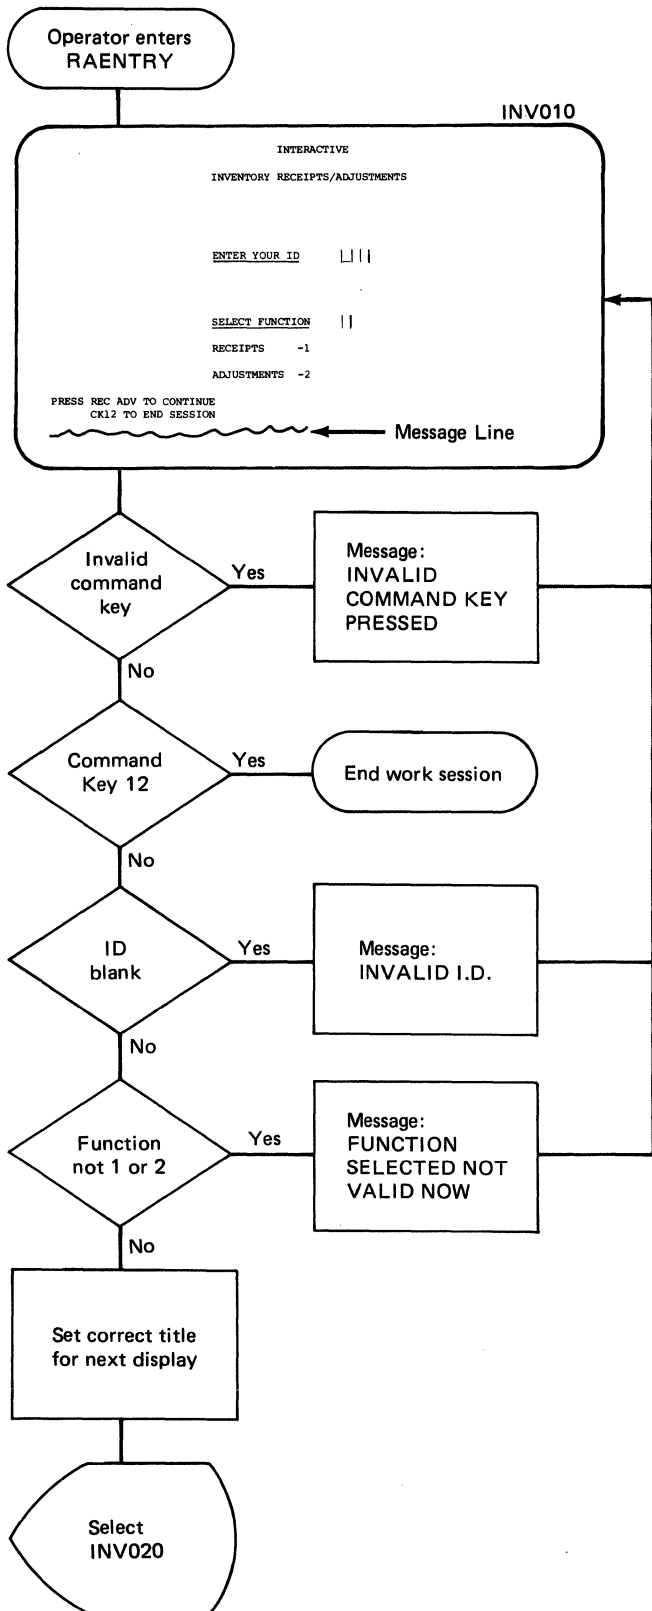 Operator enters
RAENTRY
INV010
INTERACTIVE
INVENTORY RECEIPTS/ADJUSTMENTS
ENTER YOUR ID
SELECT FUNCTION
RECEIPTS -1
ADJUSTMENTS -2
PRESS REC ADV TO CONTINUE
CK12 TO END SESSION
Message Line
Invalid
command
key
Yes
Message:
INVALID
COMMAND KEY
PRESSED
No
Command
Key 12
Yes
End work session
No
ID
blank
Yes
Message:
INVALID I.D.
No
Function
not 1 or 2
Yes
Message:
FUNCTION
SELECTED NOT
VALID NOW
No
Set correct title
for next display
Select
INV020